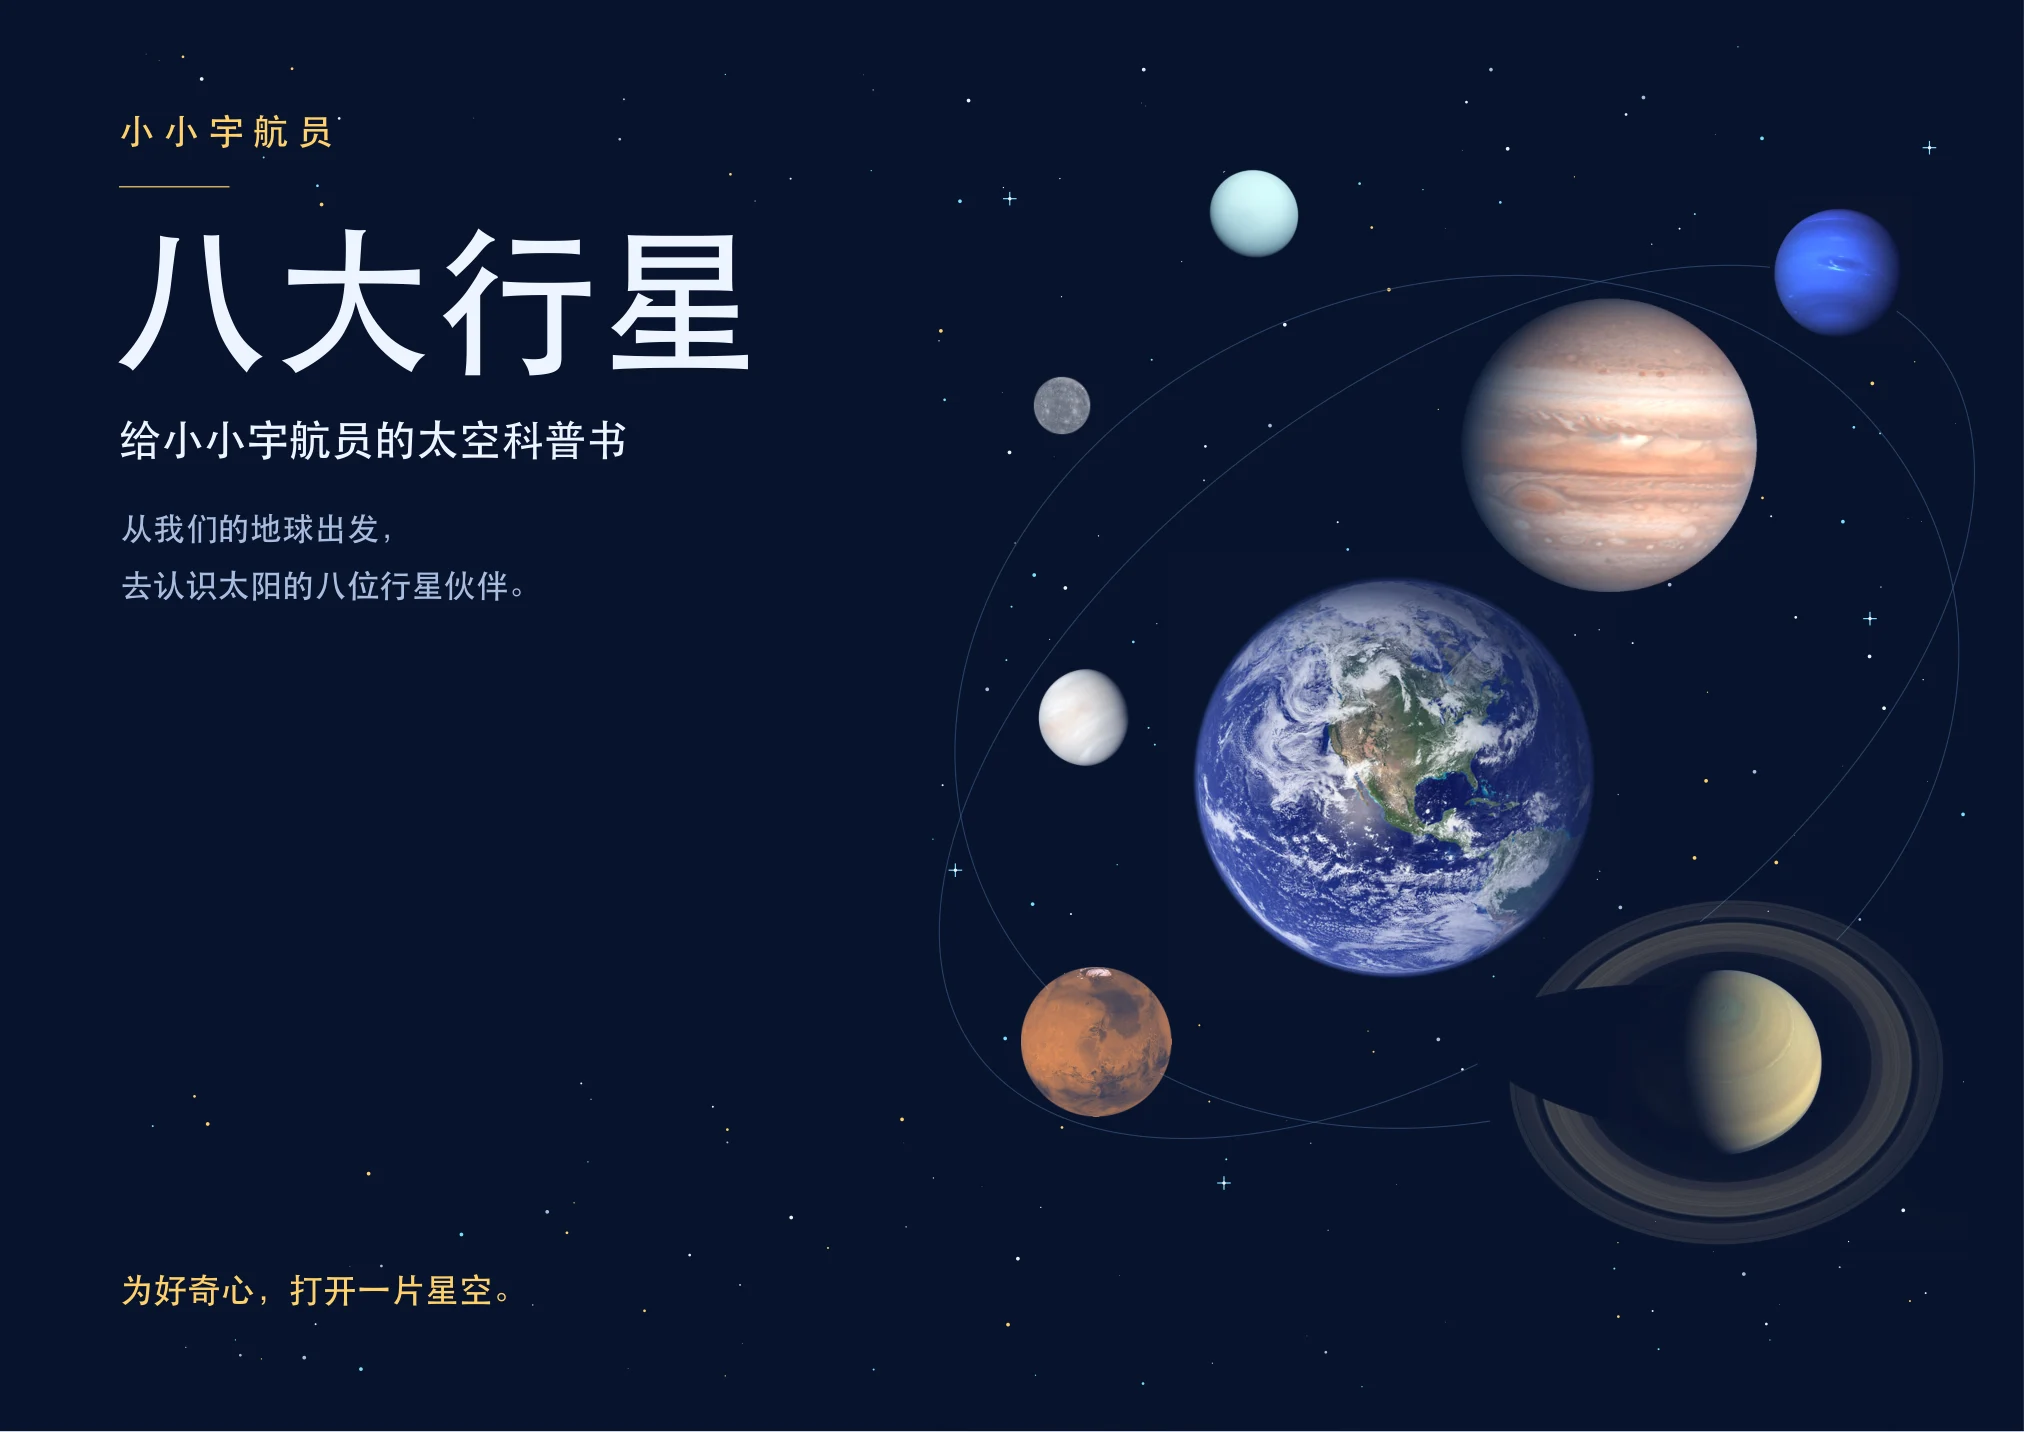 小小宇航员
八大行星
给小小宇航员的太空科普书
从我们的地球出发，
去认识太阳的八位行星伙伴。
为好奇心，打开一片星空。